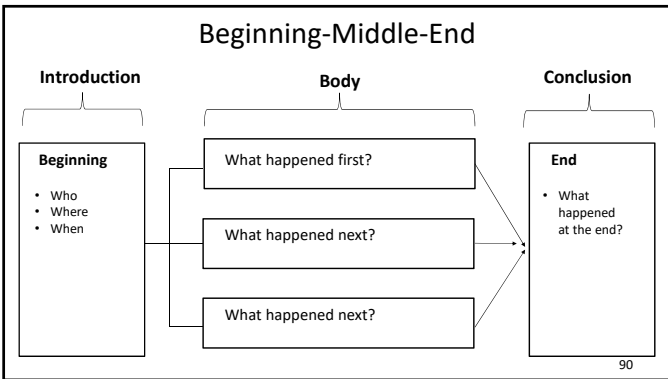 Beginning-Middle-End
Introduction
Body
Conclusion
Beginning
• Who
• Where
• When
What happened first?
What happened next?
What happened next?
End
• What
happened
at the end?
90